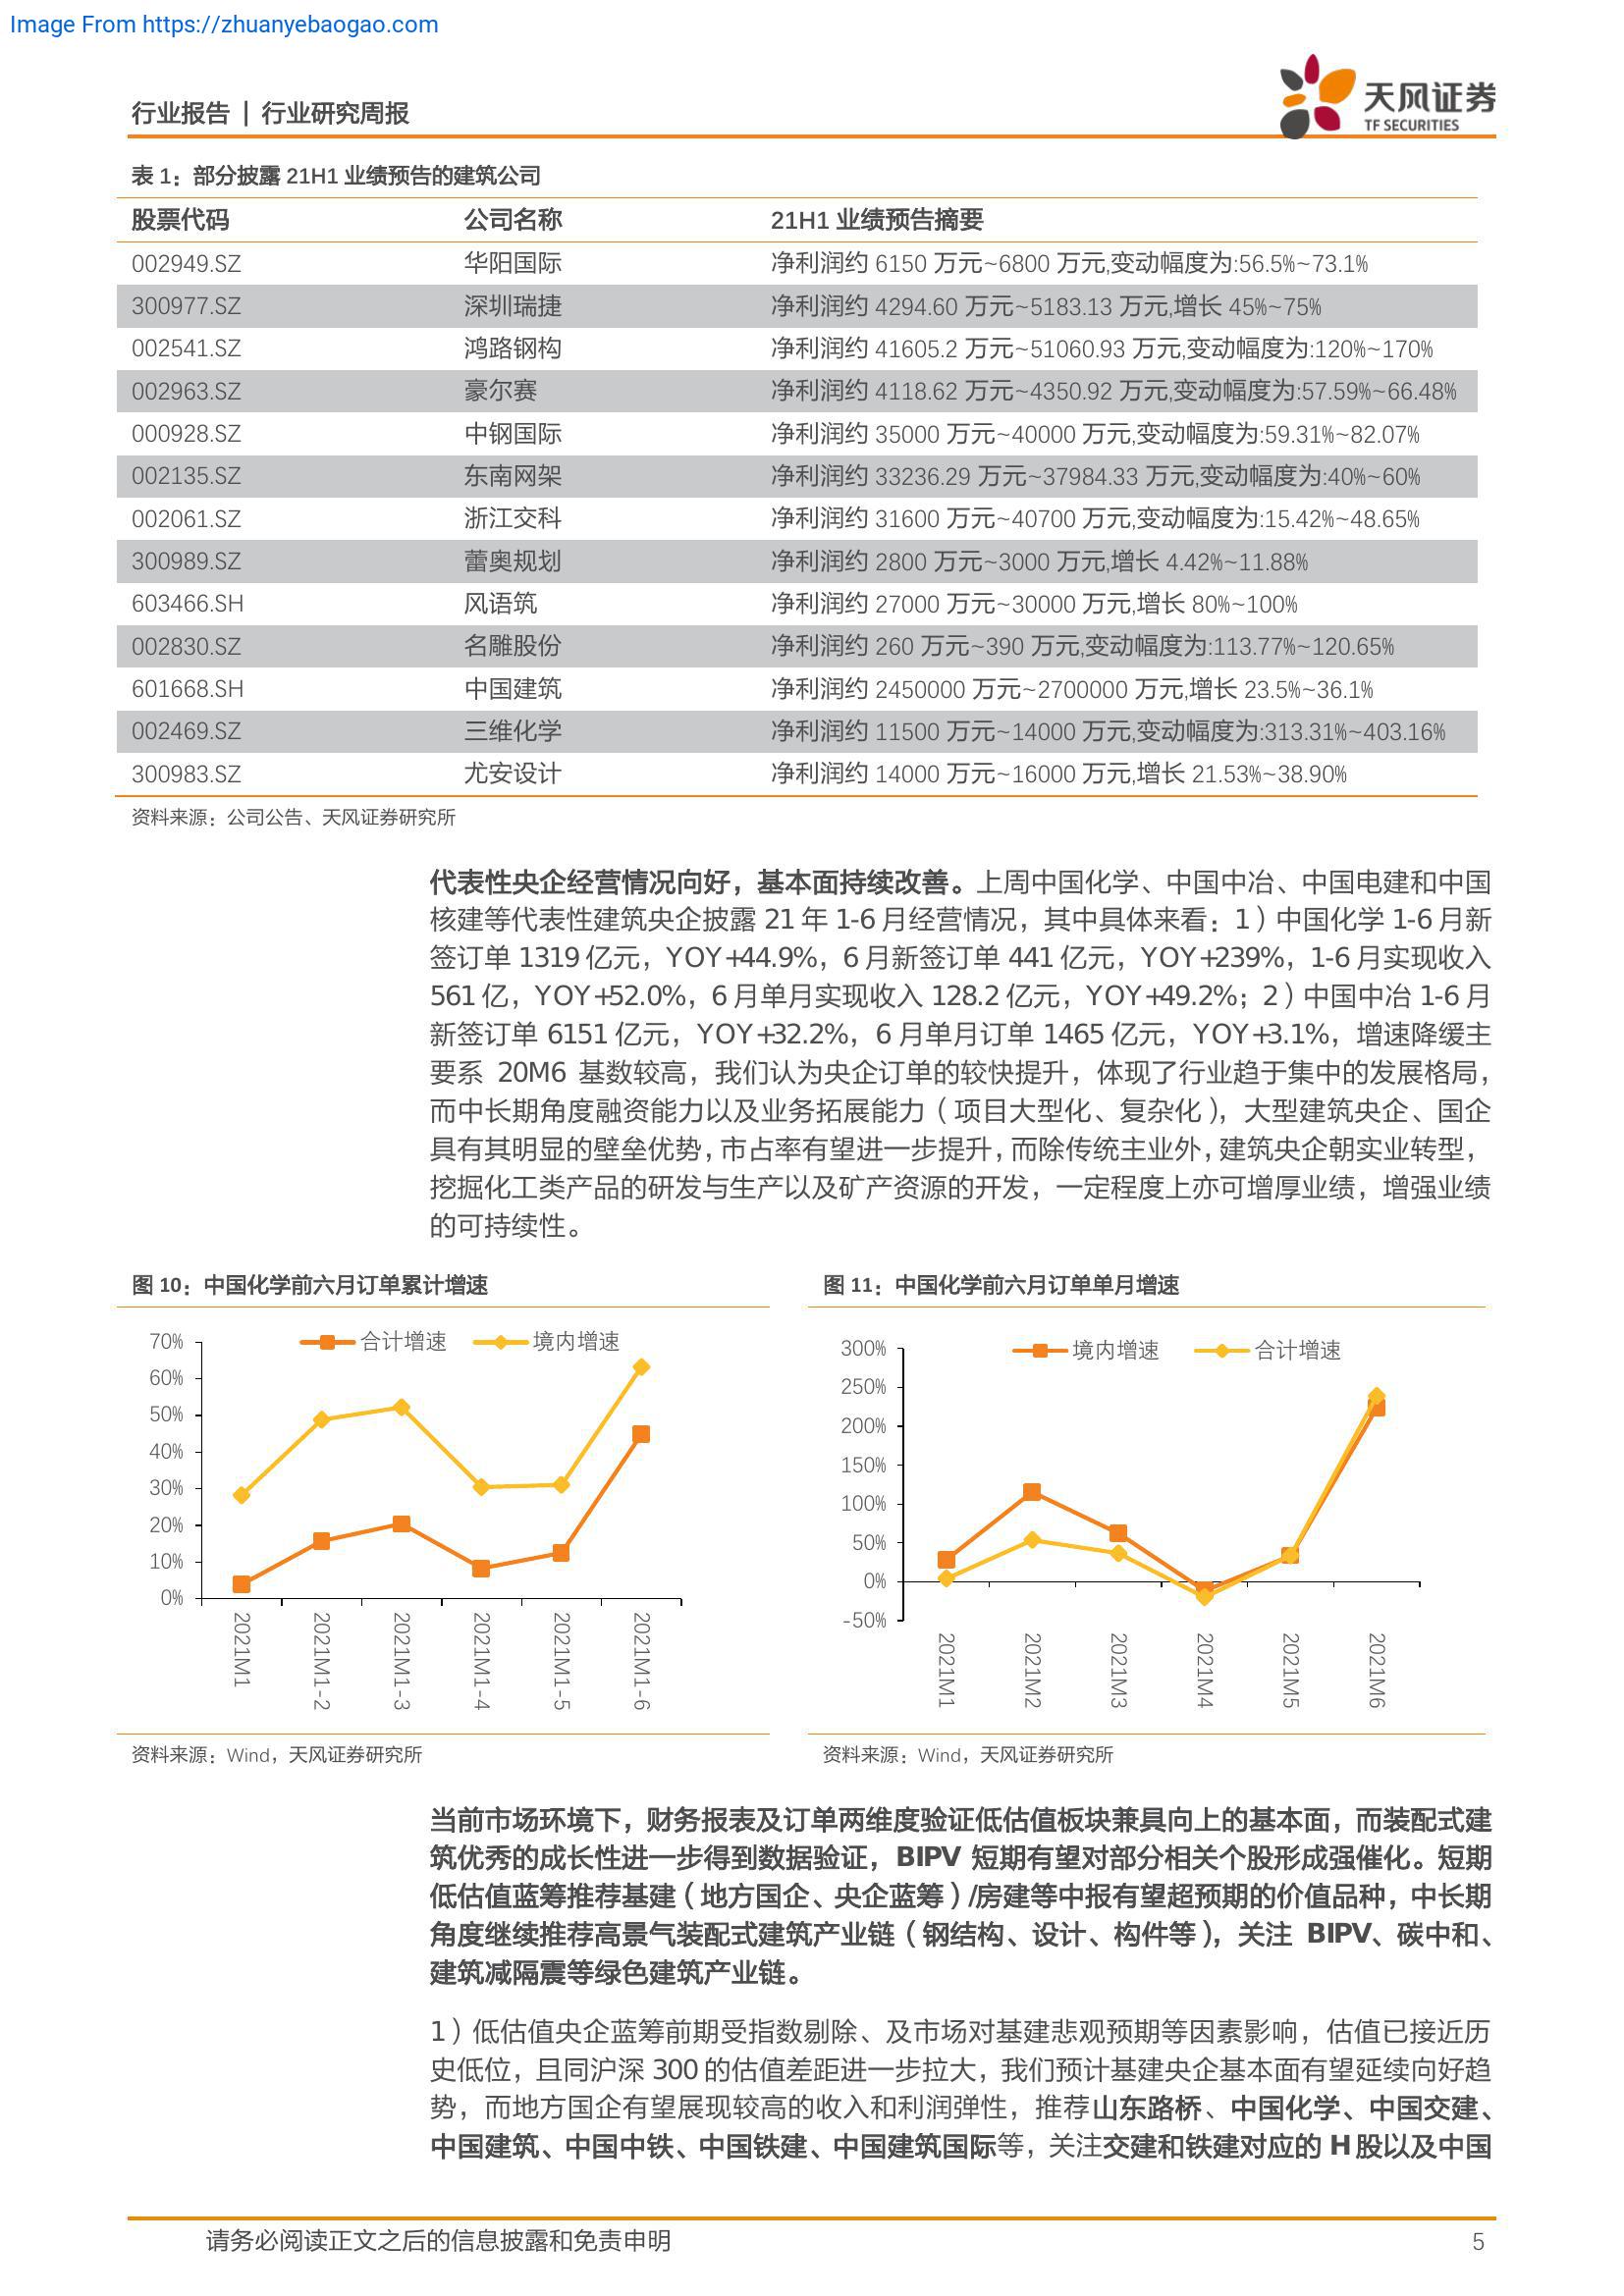 Image From https://zhuanyebaogao.com
行业报告 | 行业研究周报
天风证券
TF SECURITIES
表 1：部分披露 21H1 业绩预告的建筑公司
股票代码 公司名称 21H1 业绩预告摘要
002949.SZ 华阳国际 净利润约 6150 万元~6800 万元,变动幅度为:56.5%~73.1%
300977.SZ 深圳瑞捷 净利润约 4294.60 万元~5183.13 万元,增长 45%~75%
002541.SZ 鸿路钢构 净利润约 41605.2 万元~51060.93 万元,变动幅度为:120%~170%
002963.SZ 豪尔赛 净利润约 4118.62 万元~4350.92 万元,变动幅度为:57.59%~66.48%
000928.SZ 中钢国际 净利润约 35000 万元~40000 万元,变动幅度为:59.31%~82.07%
002135.SZ 东南网架 净利润约 33236.29 万元~37984.33 万元,变动幅度为:40%~60%
002061.SZ 浙江交科 净利润约 31600 万元~40700 万元,变动幅度为:15.42%~48.65%
300989.SZ 蕾奥规划 净利润约 2800 万元~3000 万元,增长 4.42%~11.88%
603466.SH 风语筑 净利润约 27000 万元~30000 万元,增长 80%~100%
002830.SZ 名雕股份 净利润约 260 万元~390 万元,变动幅度为:113.77%~120.65%
601668.SH 中国建筑 净利润约 2450000 万元~2700000 万元,增长 23.5%~36.1%
002469.SZ 三维化学 净利润约 11500 万元~14000 万元,变动幅度为:313.31%~403.16%
300983.SZ 尤安设计 净利润约 14000 万元~16000 万元,增长 21.53%~38.90%
资料来源：公司公告、天风证券研究所
代表性央企经营情况向好，基本面持续改善。上周中国化学、中国中冶、中国电建和中国
核建等代表性建筑央企披露 21 年 1-6 月经营情况，其中具体来看：1）中国化学 1-6 月新
签订单 1319 亿元，YOY+44.9%，6 月新签订单 441 亿元，YOY+239%，1-6 月实现收入
561 亿，YOY+52.0%，6 月单月实现收入 128.2 亿元，YOY+49.2%；2）中国中冶 1-6 月
新签订单 6151 亿元，YOY+32.2%，6 月单月订单 1465 亿元，YOY+3.1%，增速降缓主
要系 20M6 基数较高，我们认为央企订单的较快提升，体现了行业趋于集中的发展格局，
而中长期角度融资能力以及业务拓展能力（项目大型化、复杂化），大型建筑央企、国企
具有其明显的壁垒优势，市占率有望进一步提升，而除传统主业外，建筑央企朝实业转型，
挖掘化工类产品的研发与生产以及矿产资源的开发，一定程度上亦可增厚业绩，增强业绩
的可持续性。
图 10：中国化学前六月订单累计增速
合计增速 境内增速
70%
60%
50%
40%
30%
20%
10%
0%
2021M1 2021M1-2 2021M1-3 2021M1-4 2021M1-5 2021M1-6
资料来源：Wind，天风证券研究所
图 11：中国化学前六月订单单月增速
境内增速 合计增速
300%
250%
200%
150%
100%
50%
0%
-50%
2021M1 2021M2 2021M3 2021M4 2021M5 2021M6
资料来源：Wind，天风证券研究所
当前市场环境下，财务报表及订单两维度验证低估值板块兼具向上的基本面，而装配式建
筑优秀的成长性进一步得到数据验证，BIPV 短期有望对部分相关个股形成强催化。短期
低估值蓝筹推荐基建（地方国企、央企蓝筹）/房建等中报有望超预期的价值品种，中长期
角度继续推荐高景气装配式建筑产业链（钢结构、设计、构件等），关注 BIPV、碳中和、
建筑减隔震等绿色建筑产业链。
1）低估值央企蓝筹前期受指数剔除、及市场对基建悲观预期等因素影响，估值已接近历
史低位，且同沪深 300 的估值差距进一步拉大，我们预计基建央企基本面有望延续向好趋
势，而地方国企有望展现较高的收入和利润弹性，推荐山东路桥、中国化学、中国交建、
中国建筑、中国中铁、中国铁建、中国建筑国际等，关注交建和铁建对应的 H 股以及中国
请务必阅读正文之后的信息披露和免责申明 5